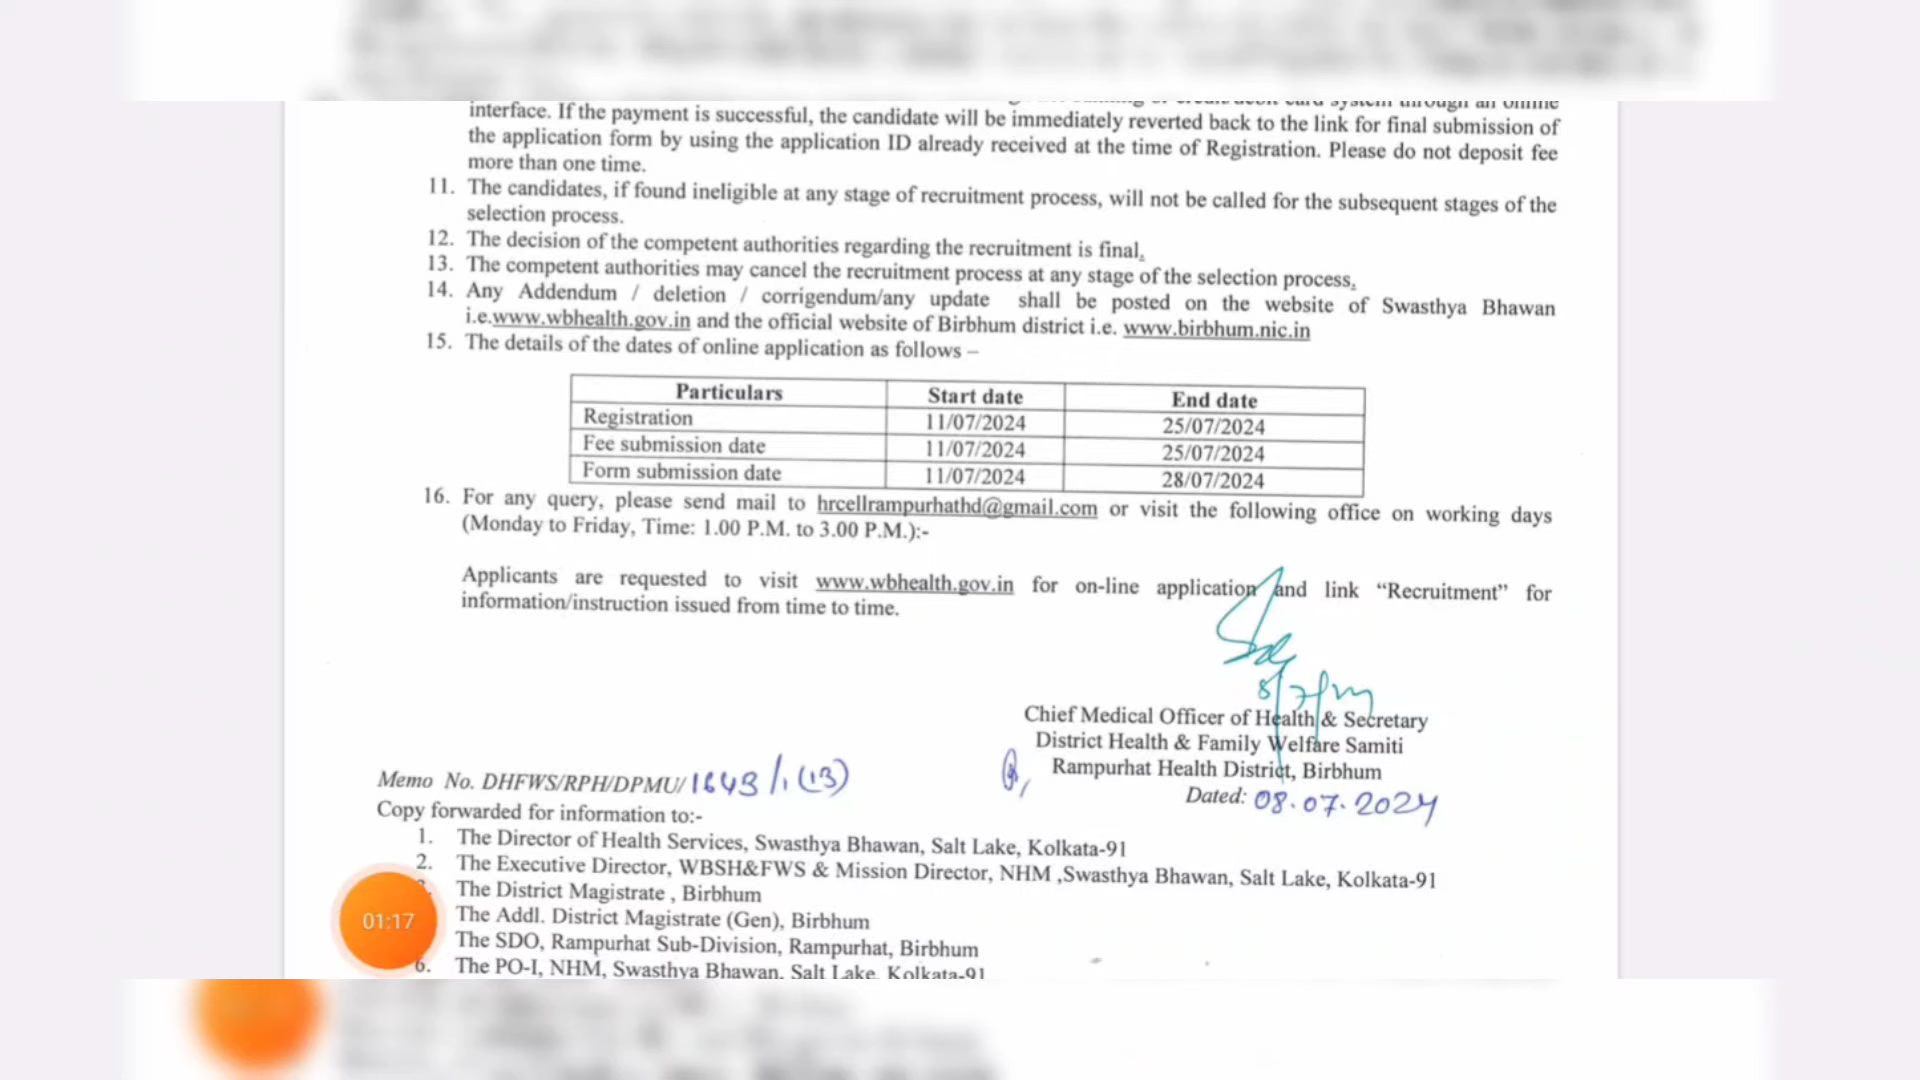 interface. If the payment is successful, the candidate will be immediately reverted back to the link for final submission of
the application form by using the application ID already received at the time of Registration. Please do not deposit fee
more than one time.
11. The candidates, if found ineligible at any stage of recruitment process, will not be called for the subsequent stages of the
selection process.
12. The decision of the competent authorities regarding the recruitment is final.
13. The competent authorities may cancel the recruitment process at any stage of the selection process.
14. Any Addendum / deletion / corrigendum/any update shall be posted on the website of Swasthya Bhawan
i.e.www.wbhealth.gov.in and the official website of Birbhum district i.e. www.birbhum.nic.in
15. The details of the dates of online application as follows –
Particulars Start date End date
Registration 11/07/2024 25/07/2024
Fee submission date 11/07/2024 25/07/2024
Form submission date 11/07/2024 28/07/2024
16. For any query, please send mail to hrcellrampurhathd@gmail.com or visit the following office on working days
(Monday to Friday, Time: 1.00 P.M. to 3.00 P.M.):-
Applicants are requested to visit www.wbhealth.gov.in for on-line application and link “Recruitment” for
information/instruction issued from time to time.
Chief Medical Officer of Health & Secretary
District Health & Family Welfare Samiti
Rampurhat Health District, Birbhum
Memo No. DHFWS/RPH/DPMU/1643/1(13)
Dated: 08.07.2024
Copy forwarded for information to:-
1. The Director of Health Services, Swasthya Bhawan, Salt Lake, Kolkata-91
2. The Executive Director, WBSH&FWS & Mission Director, NHM ,Swasthya Bhawan, Salt Lake, Kolkata-91
The District Magistrate , Birbhum
The Addl. District Magistrate (Gen), Birbhum
The SDO, Rampurhat Sub-Division, Rampurhat, Birbhum
6. The PO-I, NHM, Swasthya Bhawan, Salt Lake, Kolkata-91
01:17